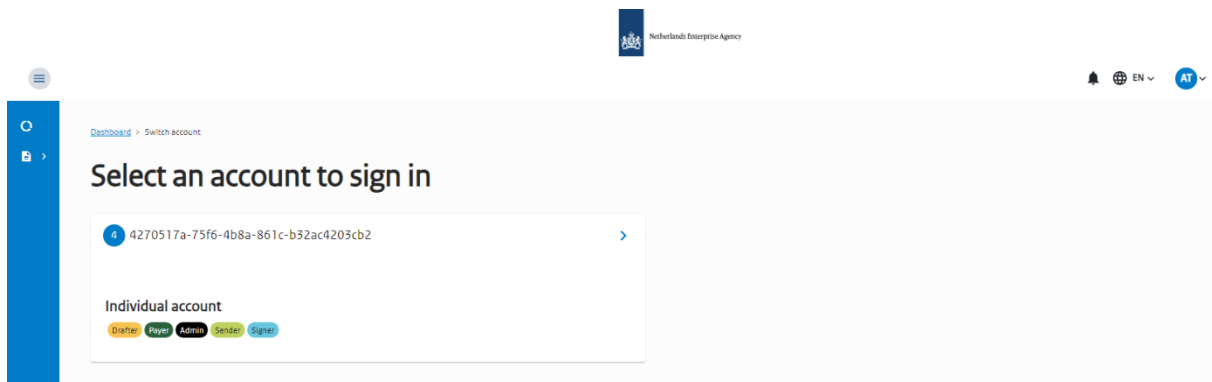 Netherlands Enterprise Agency
EN
AT
Dashboard > Switch account
Select an account to sign in
4 4270517a-75f6-4b8a-861c-b32ac4203cb2
Individual account
Drafter Payer Admin Sender Signer